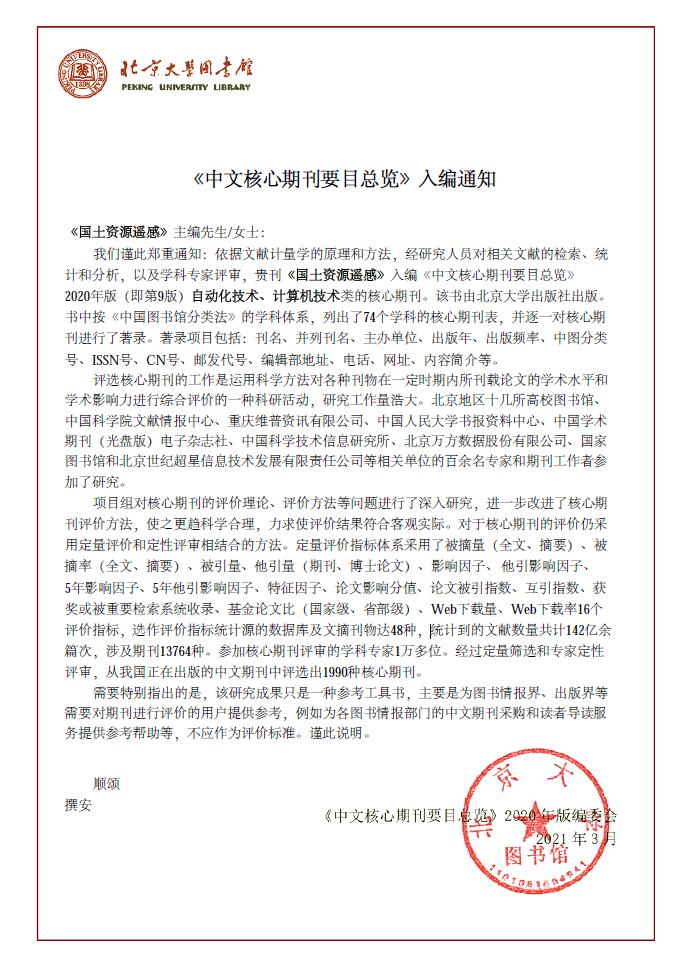 北京大学图书馆
PEKING UNIVERSITY LIBRARY
《中文核心期刊要目总览》入编通知
《国土资源遥感》主编先生/女士：
我们谨此郑重通知：依据文献计量学的原理和方法，经研究人员对相关文献的检索、统
计和分析，以及学科专家评审，贵刊《国土资源遥感》入编《中文核心期刊要目总览》
2020年版（即第9版）自动化技术、计算机技术类的核心期刊。该书由北京大学出版社出版。
书中按《中国图书馆分类法》的学科体系，列出了74个学科的核心期刊表，并逐一对核心期
刊进行了著录。著录项目包括：刊名、并列刊名、主办单位、出版年、出版频率、中图分类
号、ISSN号、CN号、邮发代号、编辑部地址、电话、网址、内容简介等。
评选核心期刊的工作是运用科学方法对各种刊物在一定时期内所刊载论文的学术水平和
学术影响力进行综合评价的一种科研活动，研究工作量浩大。北京地区十几所高校图书馆、
中国科学院文献情报中心、重庆维普资讯有限公司、中国人民大学书报资料中心、中国学术
期刊（光盘版）电子杂志社、中国科学技术信息研究所、北京万方数据股份有限公司、国家
图书馆和北京世纪超星信息技术发展有限责任公司等相关单位的百余名专家和期刊工作者参
加了研究。
项目组对核心期刊的评价理论、评价方法等问题进行了深入研究，进一步改进了核心期
刊评价方法，使之更趋科学合理，力求使评价结果符合客观实际。对于核心期刊的评价仍采
用定量评价和定性评审相结合的方法。定量评价指标体系采用了被摘量（全文、摘要）、被
摘率（全文、摘要）、被引量、他引量（期刊、博士论文）、影响因子、他引影响因子、
5年影响因子、5年他引影响因子、特征因子、论文影响分值、论文被引指数、互引指数、获
奖或被重要检索系统收录、基金论文比（国家级、省部级）、Web下载量、Web下载率16个
评价指标，选作评价指标统计源的数据库及文摘刊物达48种，统计到的文献数量共计142亿余
篇次，涉及期刊13764种。参加核心期刊评审的学科专家1万多位。经过定量筛选和专家定性
评审，从我国正在出版的中文期刊中评选出1990种核心期刊。
需要特别指出的是，该研究成果只是一种参考工具书，主要是为图书情报界、出版界等
需要对期刊进行评价的用户提供参考，例如为各图书情报部门的中文期刊采购和读者导读服
务提供参考帮助等，不应作为评价标准。谨此说明。
顺颂
撰安
《中文核心期刊要目总览》2020年版编委会
2021年3月
北京大学
图书馆